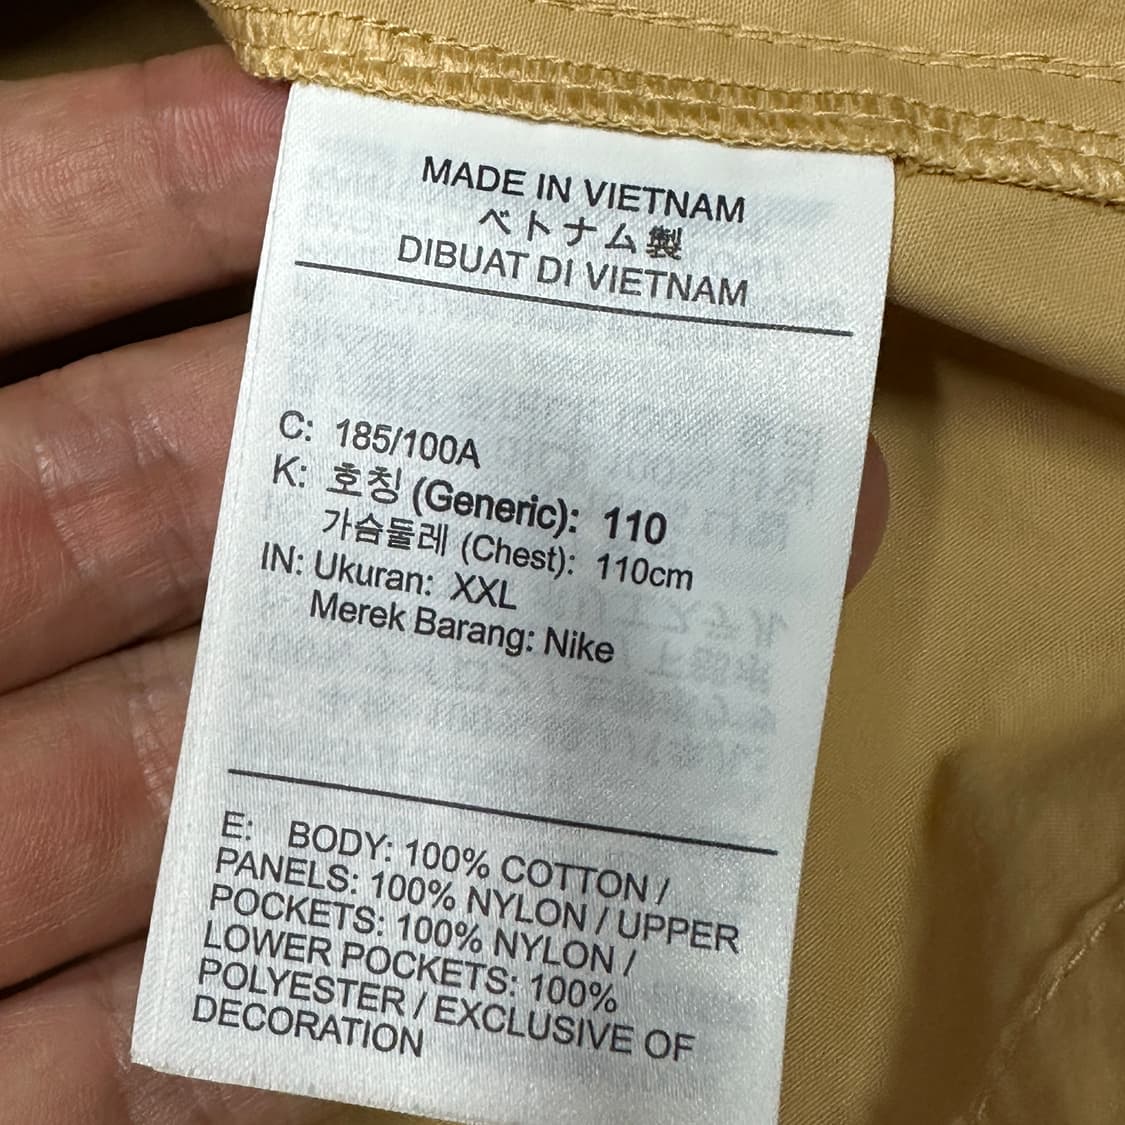 MADE IN VIETNAM
ベトナム製
DIBUAT DI VIETNAM
C: 185/100A
K: 호칭 (Generic): 110
가슴둘레 (Chest): 110cm
IN: Ukuran: XXL
Merek Barang: Nike
E: BODY: 100% COTTON /
PANELS: 100% NYLON / UPPER
POCKETS: 100% NYLON /
LOWER POCKETS: 100%
POLYESTER / EXCLUSIVE OF
DECORATION